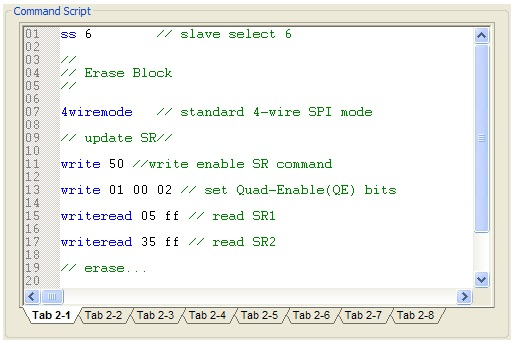 Command Script
01 ss 6 // slave select 6
02
03 //
04 // Erase Block
05 //
06
07 4wiremode // standard 4-wire SPI mode
08
09 // update SR//
10
11 write 50 //write enable SR command
12
13 write 01 00 02 // set Quad-Enable(QE) bits
14
15 writeread 05 ff // read SR1
16
17 writeread 35 ff // read SR2
18
19 // erase...
20
Tab 2-1 Tab 2-2 Tab 2-3 Tab 2-4 Tab 2-5 Tab 2-6 Tab 2-7 Tab 2-8